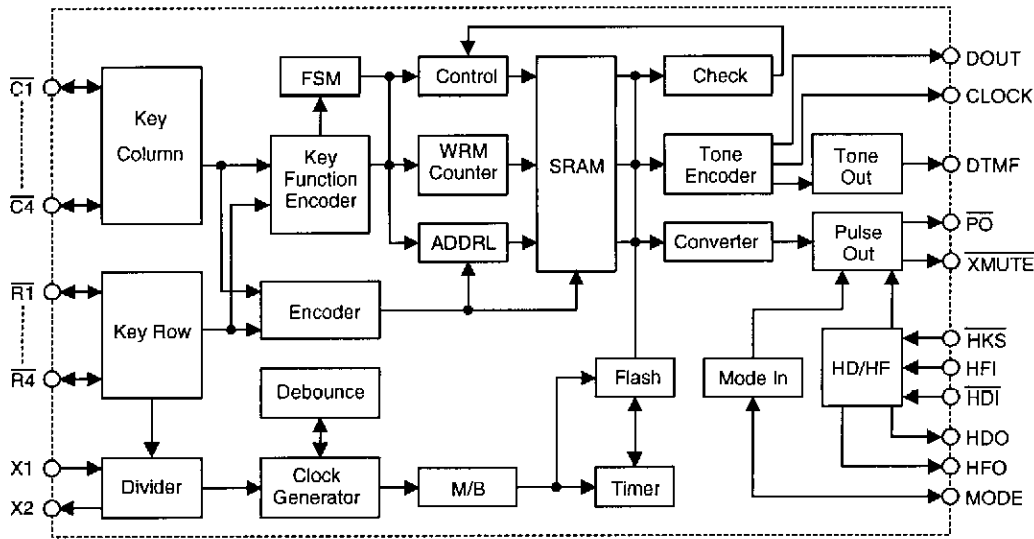 C1
C4
R1
R4
X1
X2
Key
Column
Key Row
Divider
FSM
Key
Function
Encoder
Encoder
Debounce
Clock
Generator
Control
WRM
Counter
ADDRL
M/B
SRAM
Check
Tone
Encoder
Converter
Flash
Timer
Tone
Out
Pulse
Out
Mode In
HD/HF
DOUT
CLOCK
DTMF
PO
XMUTE
HKS
HFI
HDI
HDO
HFO
MODE